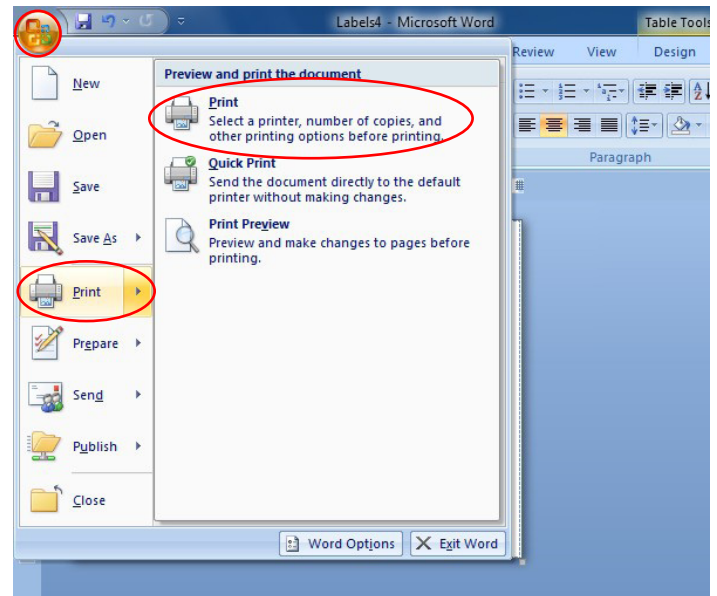 Labels4 - Microsoft Word
Table Tools
Review View Design
New
Open
Save
Save As
Print
Prepare
Send
Publish
Close
Preview and print the document
Print
Select a printer, number of copies, and
other printing options before printing.
Quick Print
Send the document directly to the default
printer without making changes.
Print Preview
Preview and make changes to pages before
printing.
Paragraph
Word Options
Exit Word